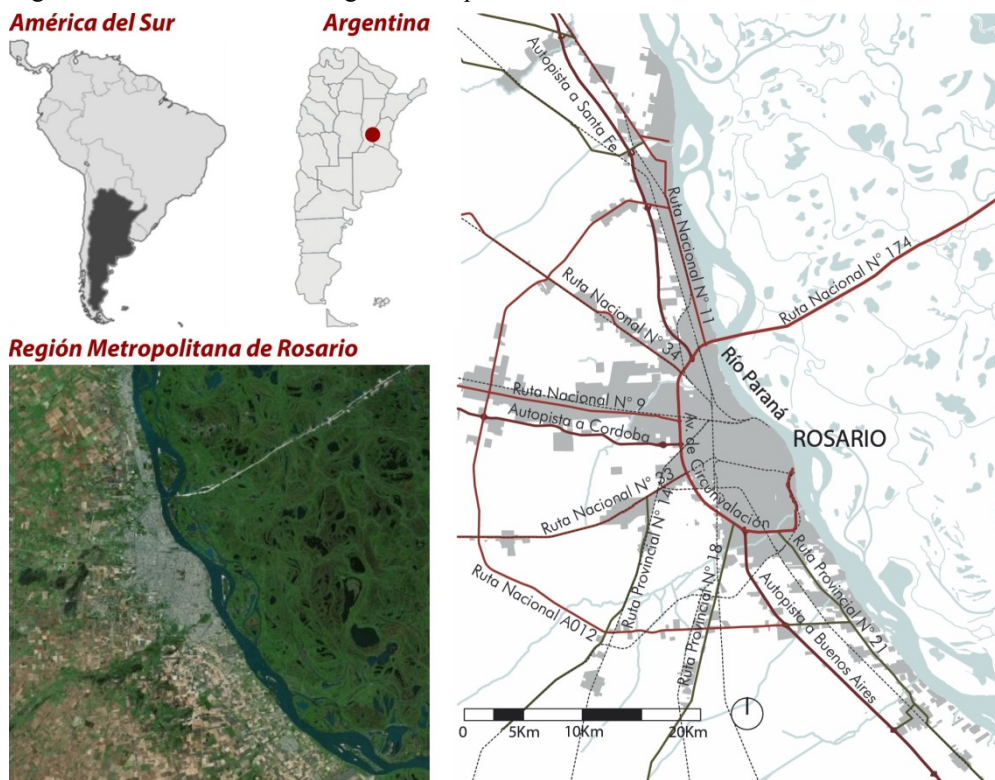 América del Sur
Argentina
Región Metropolitana de Rosario
Autopista a Santa Fe
Ruta Nacional N° 11
Ruta Nacional N° 174
Ruta Nacional N° 34
Río Paraná
Ruta Nacional N° 9
Autopista a Cordoba
ROSARIO
Av. de Circunvalación
Ruta Nacional N° 33
Ruta Provincial N° 14
Ruta Provincial N° 18
Ruta Provincial N° 21
Autopista a Buenos Aires
Ruta Nacional A012
0 5Km 10Km 20Km